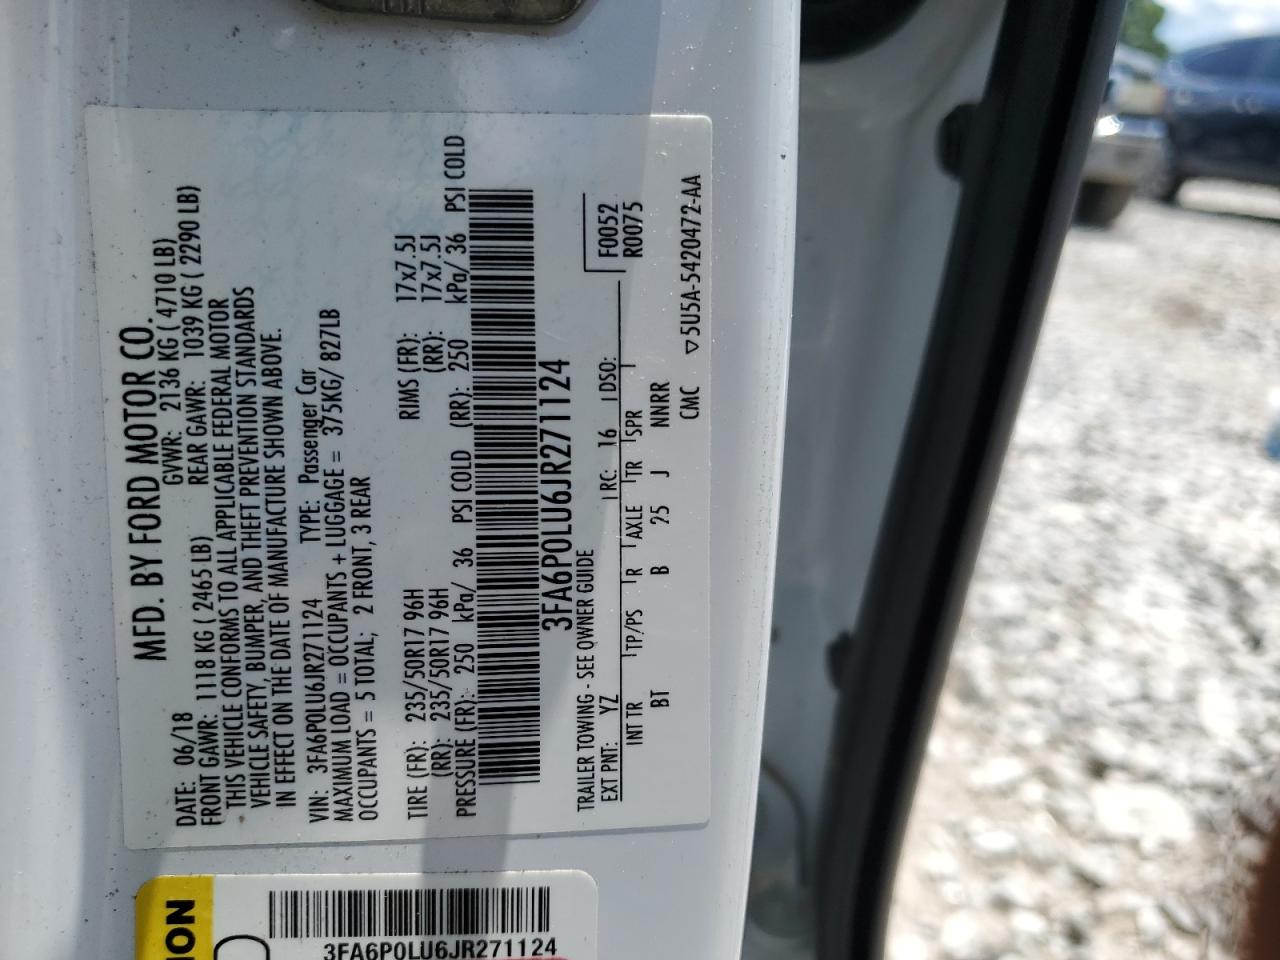 MFD. BY FORD MOTOR CO.
DATE: 06/18 GVWR: 2136 KG ( 4710 LB)
FRONT GAWR: 1118 KG ( 2465 LB) REAR GAWR: 1039 KG ( 2290 LB)
THIS VEHICLE CONFORMS TO ALL APPLICABLE FEDERAL MOTOR
VEHICLE SAFETY, BUMPER, AND THEFT PREVENTION STANDARDS
IN EFFECT ON THE DATE OF MANUFACTURE SHOWN ABOVE.
VIN: 3FA6P0LU6JR271124 TYPE: Passenger Car
MAXIMUM LOAD = OCCUPANTS + LUGGAGE = 375KG/ 827LB
OCCUPANTS = 5 TOTAL; 2 FRONT, 3 REAR
TIRE (FR): 235/50R17 96H RIMS (FR): 17x7.5J
(RR): 235/50R17 96H (RR): 17x7.5J
PRESSURE (FR): 250 kPa/ 36 PSI COLD (RR): 250 kPa/ 36 PSI COLD
3FA6P0LU6JR271124
TRAILER TOWING - SEE OWNER GUIDE
F0052
EXT PNT: YZ RC: 16 DSO: R0075
INT TR TP/PS R AXLE TR SPR
BT B 25 J NNRR
CMC ▽5U5A-5420472-AA
3FA6P0LU6JR271124